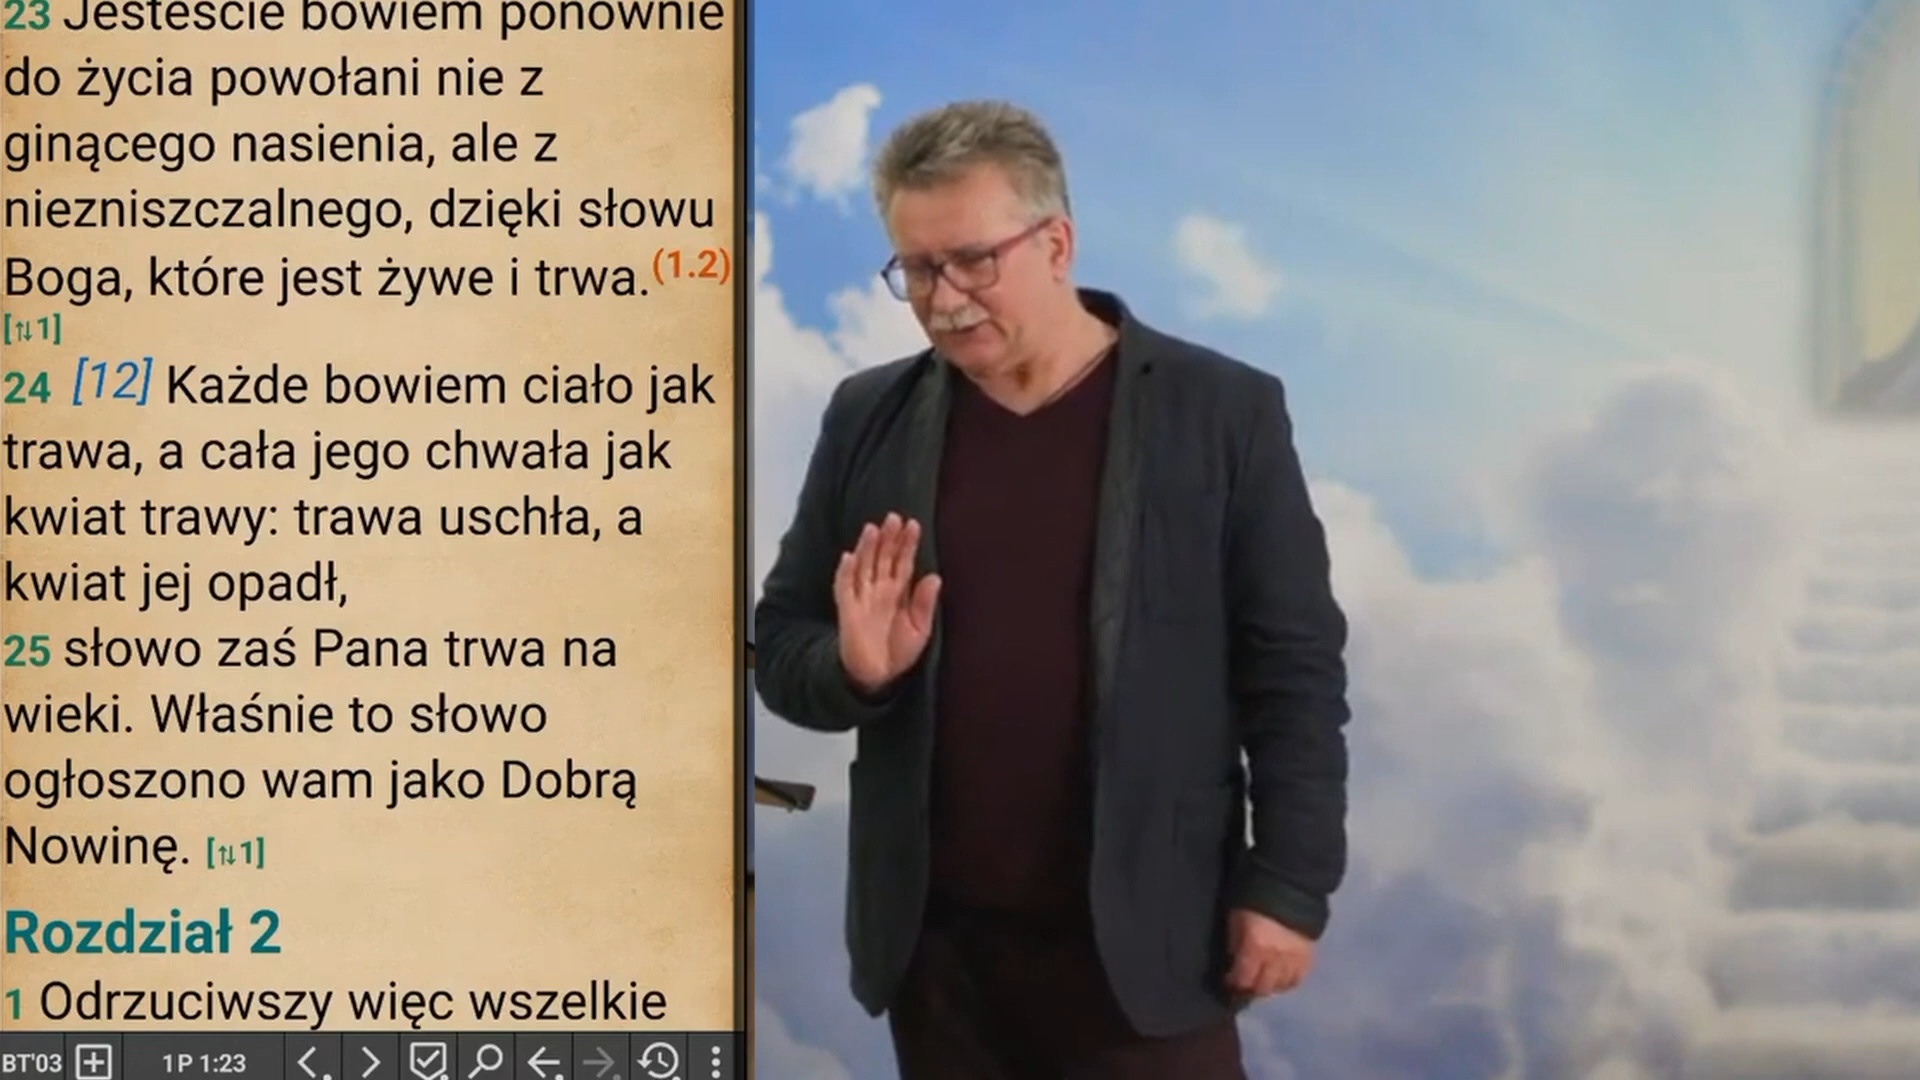 23 Jesteście bowiem ponownie
do życia powołani nie z
ginącego nasienia, ale z
niezniszczalnego, dzięki słowu
Boga, które jest żywe i trwa.(1.2)
[⇅1]
24 [12] Każde bowiem ciało jak
trawa, a cała jego chwała jak
kwiat trawy: trawa uschła, a
kwiat jej opadł,
25 słowo zaś Pana trwa na
wieki. Właśnie to słowo
ogłoszono wam jako Dobrą
Nowinę. [⇅1]
Rozdział 2
1 Odrzuciwszy więc wszelkie
BT'03 1P 1:23